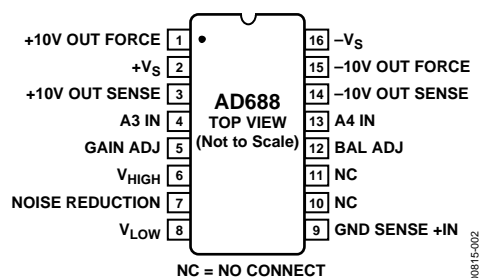 +10V OUT FORCE 1
+VS 2
+10V OUT SENSE 3
A3 IN 4
GAIN ADJ 5
VHIGH 6
NOISE REDUCTION 7
VLOW 8
AD688
TOP VIEW
(Not to Scale)
16 –VS
15 –10V OUT FORCE
14 –10V OUT SENSE
13 A4 IN
12 BAL ADJ
11 NC
10 NC
9 GND SENSE +IN
NC = NO CONNECT
00815-002